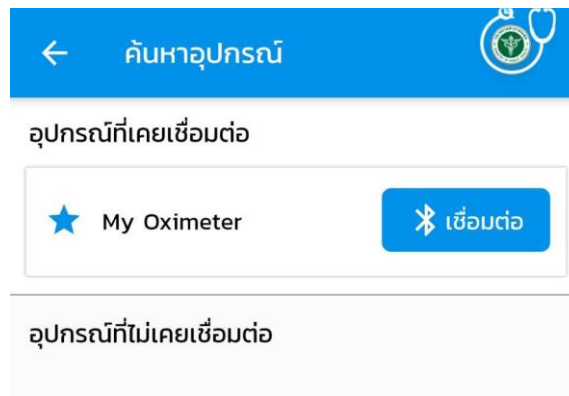 ค้นหาอุปกรณ์
อุปกรณ์ที่เคยเชื่อมต่อ
My Oximeter
เชื่อมต่อ
อุปกรณ์ที่ไม่เคยเชื่อมต่อ